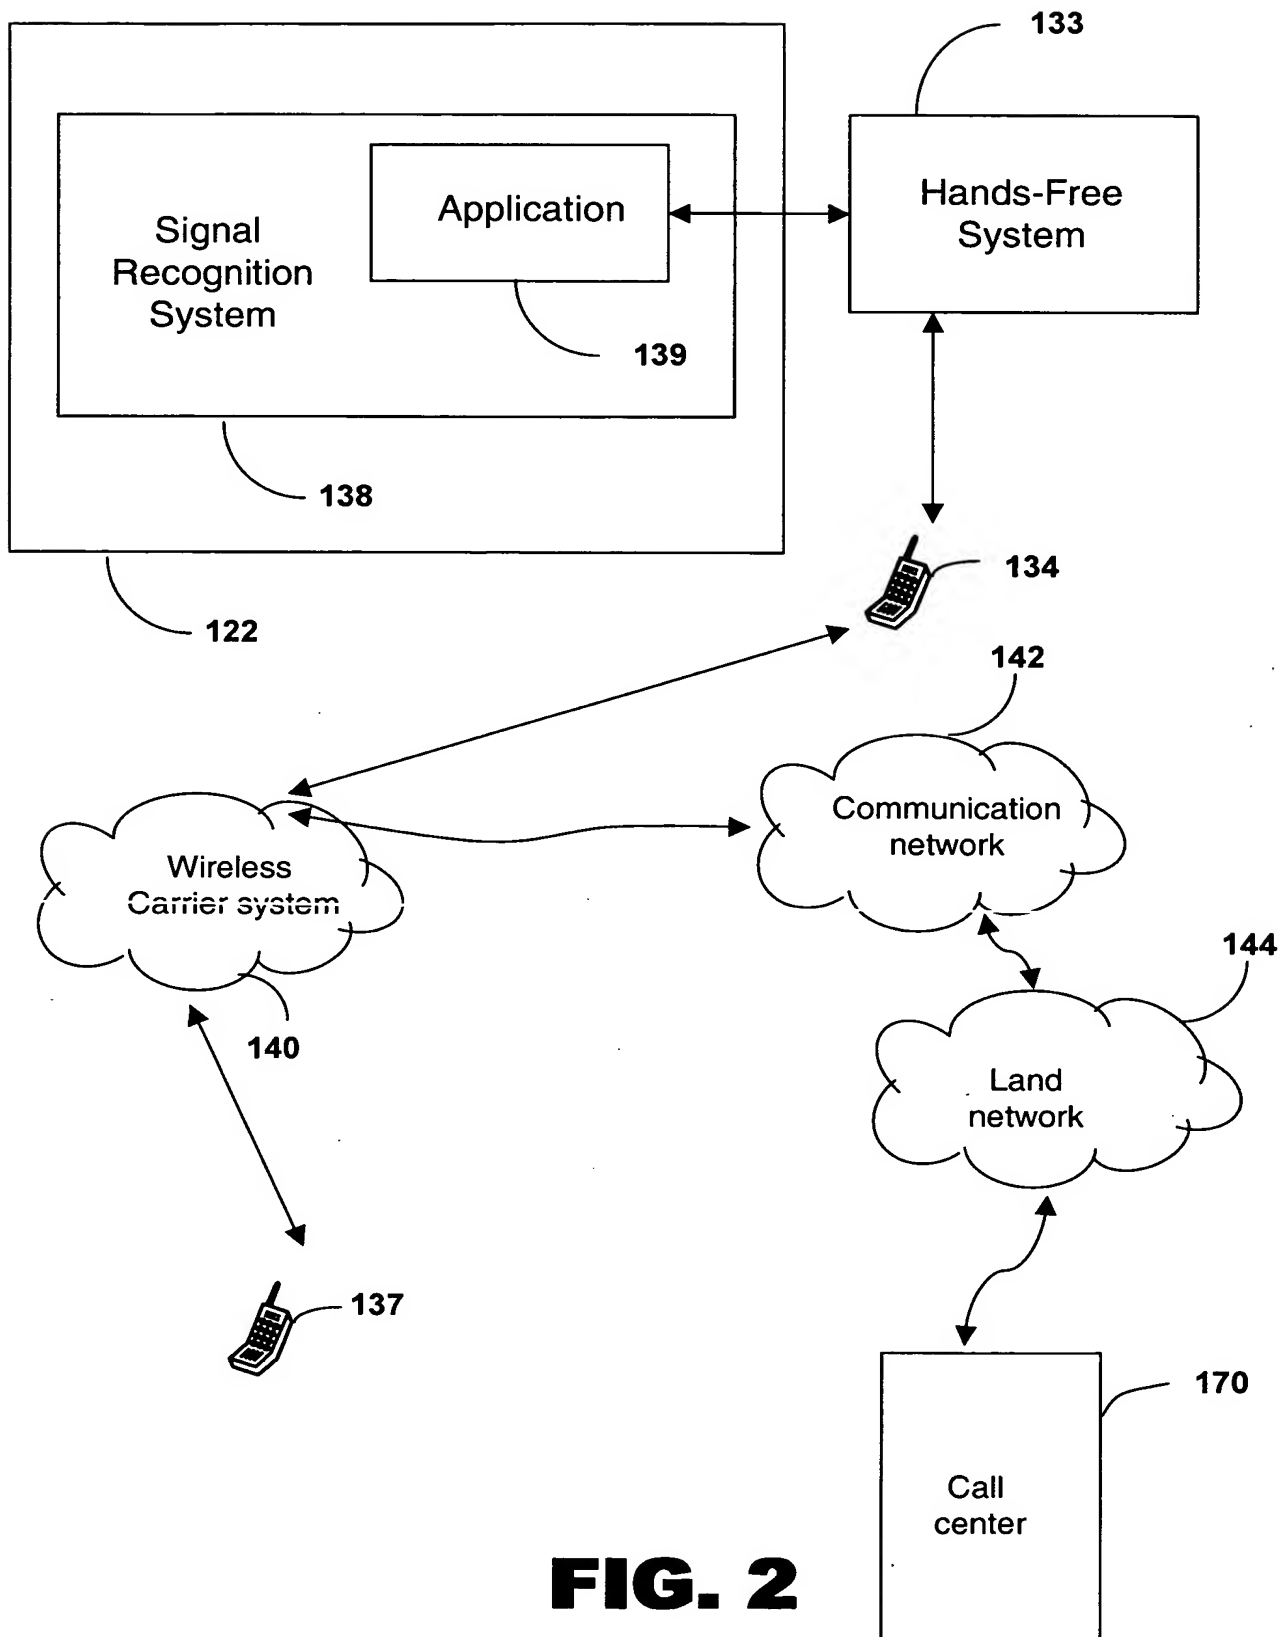 133
Hands-Free
System
Application
Signal
Recognition
System
139
138
134
122
142
Communication
network
Wireless
Carrier system
144
140
Land
network
137
170
Call
center
FIG. 2